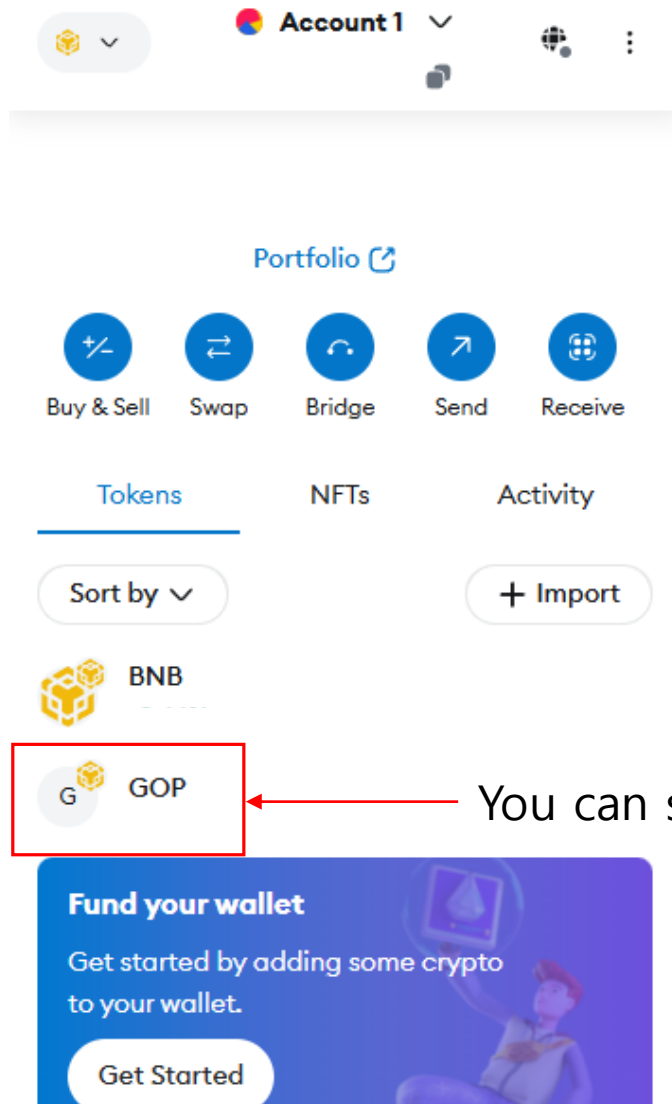 Account 1
Portfolio
Buy & Sell Swap Bridge Send Receive
Tokens NFTs Activity
Sort by + Import
BNB
G GOP
You can
Fund your wallet
Get started by adding some crypto
to your wallet.
Get Started